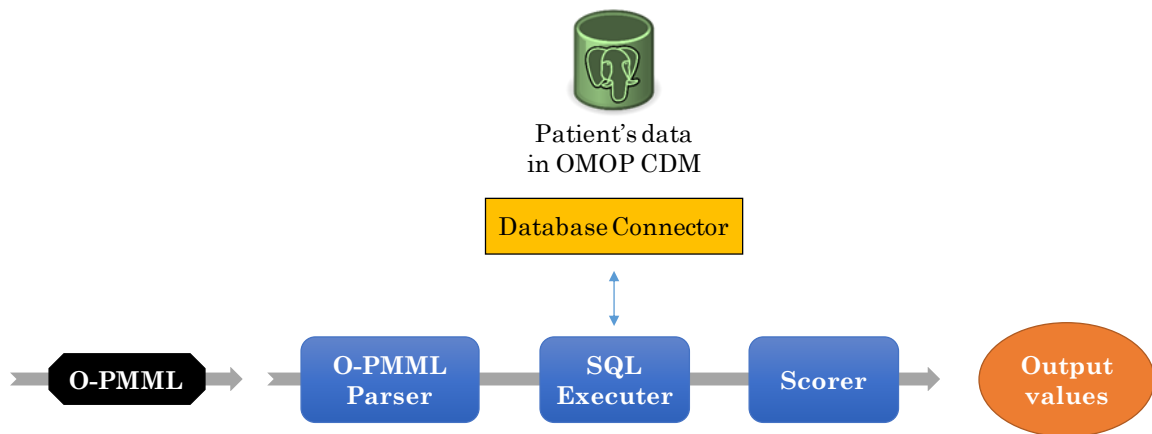 Patient's data
in OMOP CDM
Database Connector
O-PMML
O-PMML
Parser
SQL
Executer
Scorer
Output
values